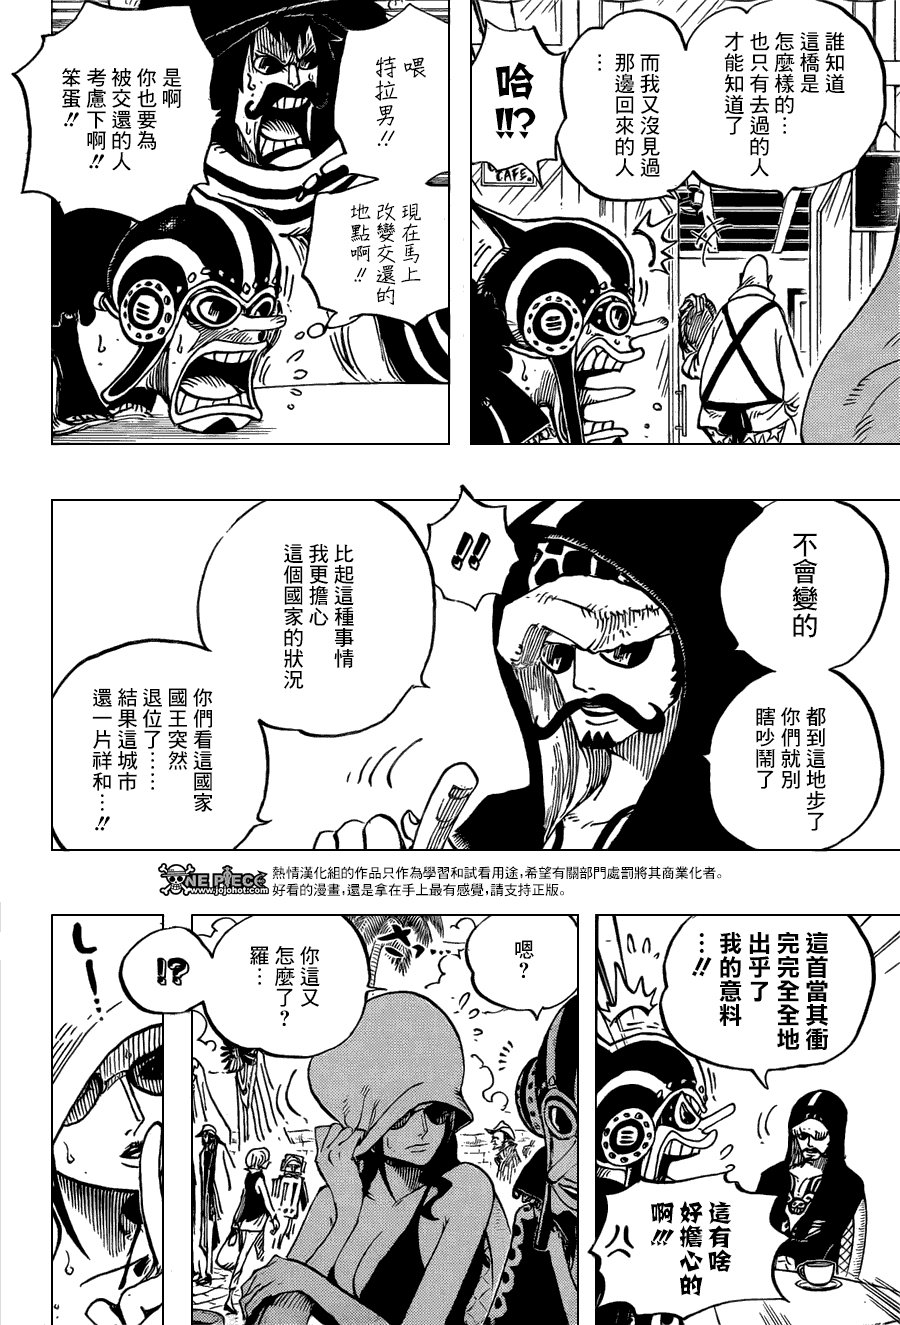 誰知道
這橋是
怎麼樣的…
也只有去過的人
才能知道了
而我又沒見過
那邊回來的人
…
哈
!!?
CAFE
喂
特拉男!!
現在馬上
改變交還的
地點啊!!
是啊
你也要為
被交還的人
考慮下啊!!
笨蛋!!
不會變的
都到這地步了
你們就別
瞎吵鬧了
!!
比起這種事情
我更擔心
這個國家的狀況
你們看這國家
國王突然
退位了……
結果這城市
還一片祥和…!!
ONE PIECE
www.jojohot.com
熱情漢化組的作品只作為學習和試看用途,希望有關部門處罰將其商業化者。
好看的漫畫,還是拿在手上最有感覺,請支持正版。
這首當其衝
完完全全地
出乎了
我的意料
…!!
這有啥
好擔心的
啊!!!
嗯?
你這又
怎麼了?
羅…
!?
しー